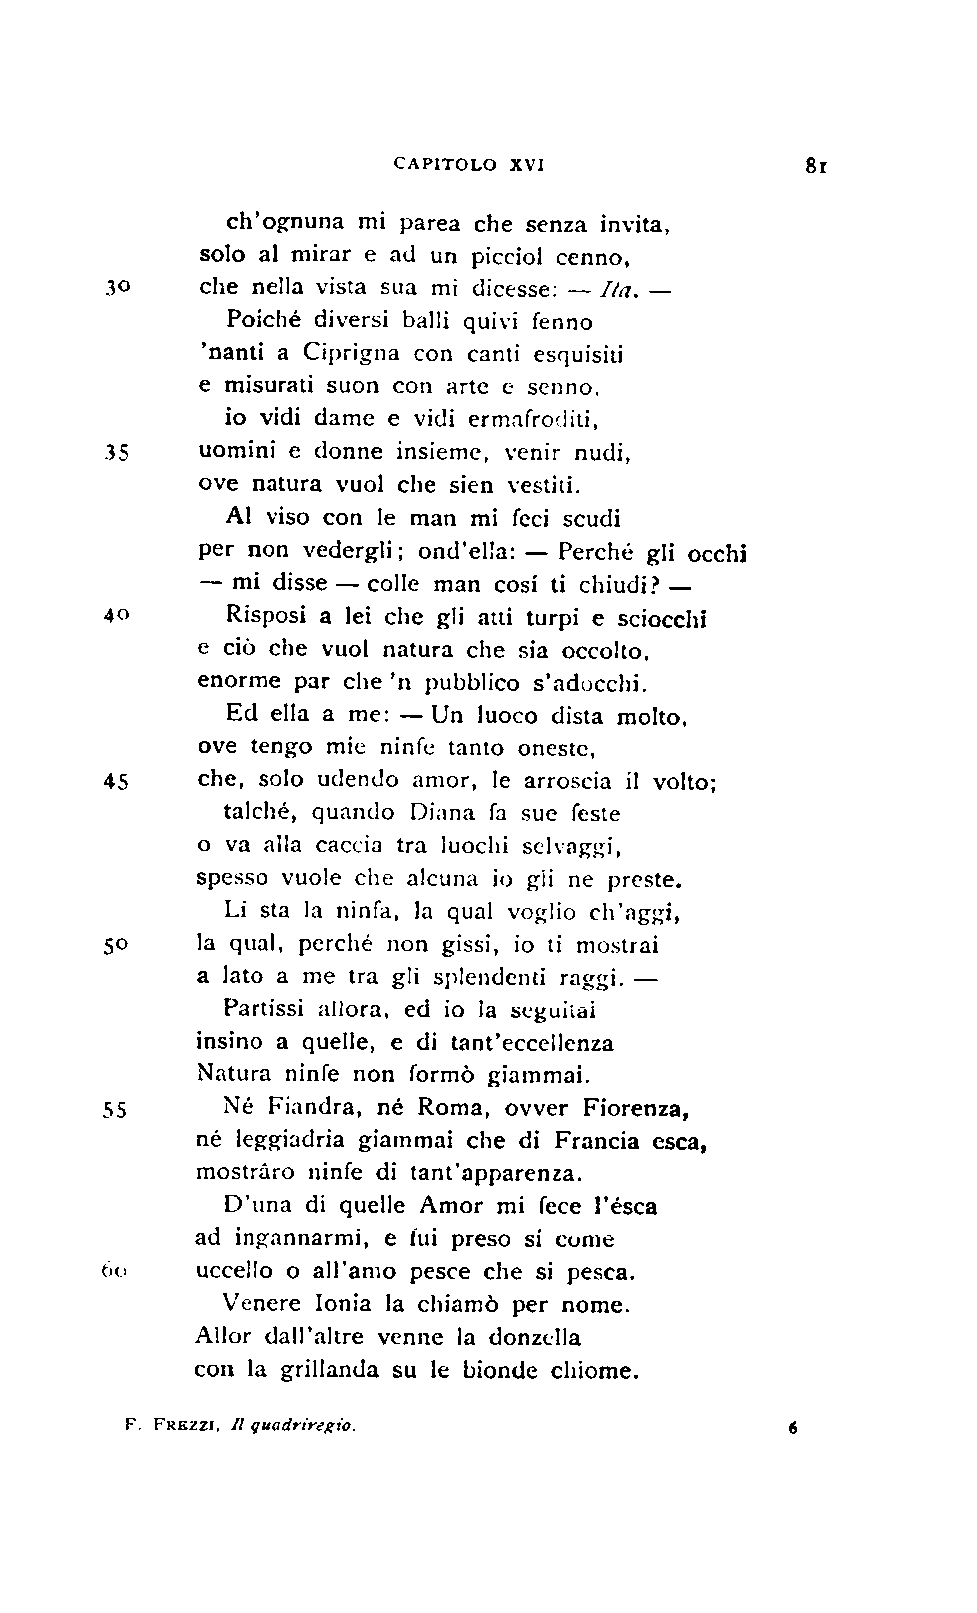 CAPITOLO XVI 81
ch'ognuna mi parea che senza invita,
solo al mirar e ad un picciol cenno,
30 che nella vista sua mi dicesse: — Ita. —
Poiché diversi balli quivi fenno
'nanti a Ciprigna con canti esquisiti
e misurati suon con arte e senno,
io vidi dame e vidi ermafroditi,
35 uomini e donne insieme, venir nudi,
ove natura vuol che sien vestiti.
Al viso con le man mi feci scudi
per non vedergli; ond'ella: — Perché gli occhi
— mi disse — colle man cosí ti chiudi? —
40 Risposi a lei che gli atti turpi e sciocchi
e ciò che vuol natura che sia occolto,
enorme par che 'n pubblico s'adocchi.
Ed ella a me: — Un luoco dista molto,
ove tengo mie ninfe tanto oneste,
45 che, solo udendo amor, le arroscia il volto;
talché, quando Diana fa sue feste
o va alla caccia tra luochi selvaggi,
spesso vuole che alcuna io gli ne preste.
Lí sta la ninfa, la qual voglio ch'aggi,
50 la qual, perché non gissi, io ti mostrai
a lato a me tra gli splendenti raggi. —
Partissi allora, ed io la seguitai
insino a quelle, e di tant'eccellenza
Natura ninfe non formò giammai.
55 Né Fiandra, né Roma, ovver Fiorenza,
né leggiadria giammai che di Francia esca,
mostrâro ninfe di tant'apparenza.
D'una di quelle Amor mi fece l'ésca
ad ingannarmi, e fui preso sí come
60 uccello o all'amo pesce che si pesca.
Venere Ionia la chiamò per nome.
Allor dall'altre venne la donzella
con la grillanda su le bionde chiome.
F. FREZZI, Il quadriregio. 6